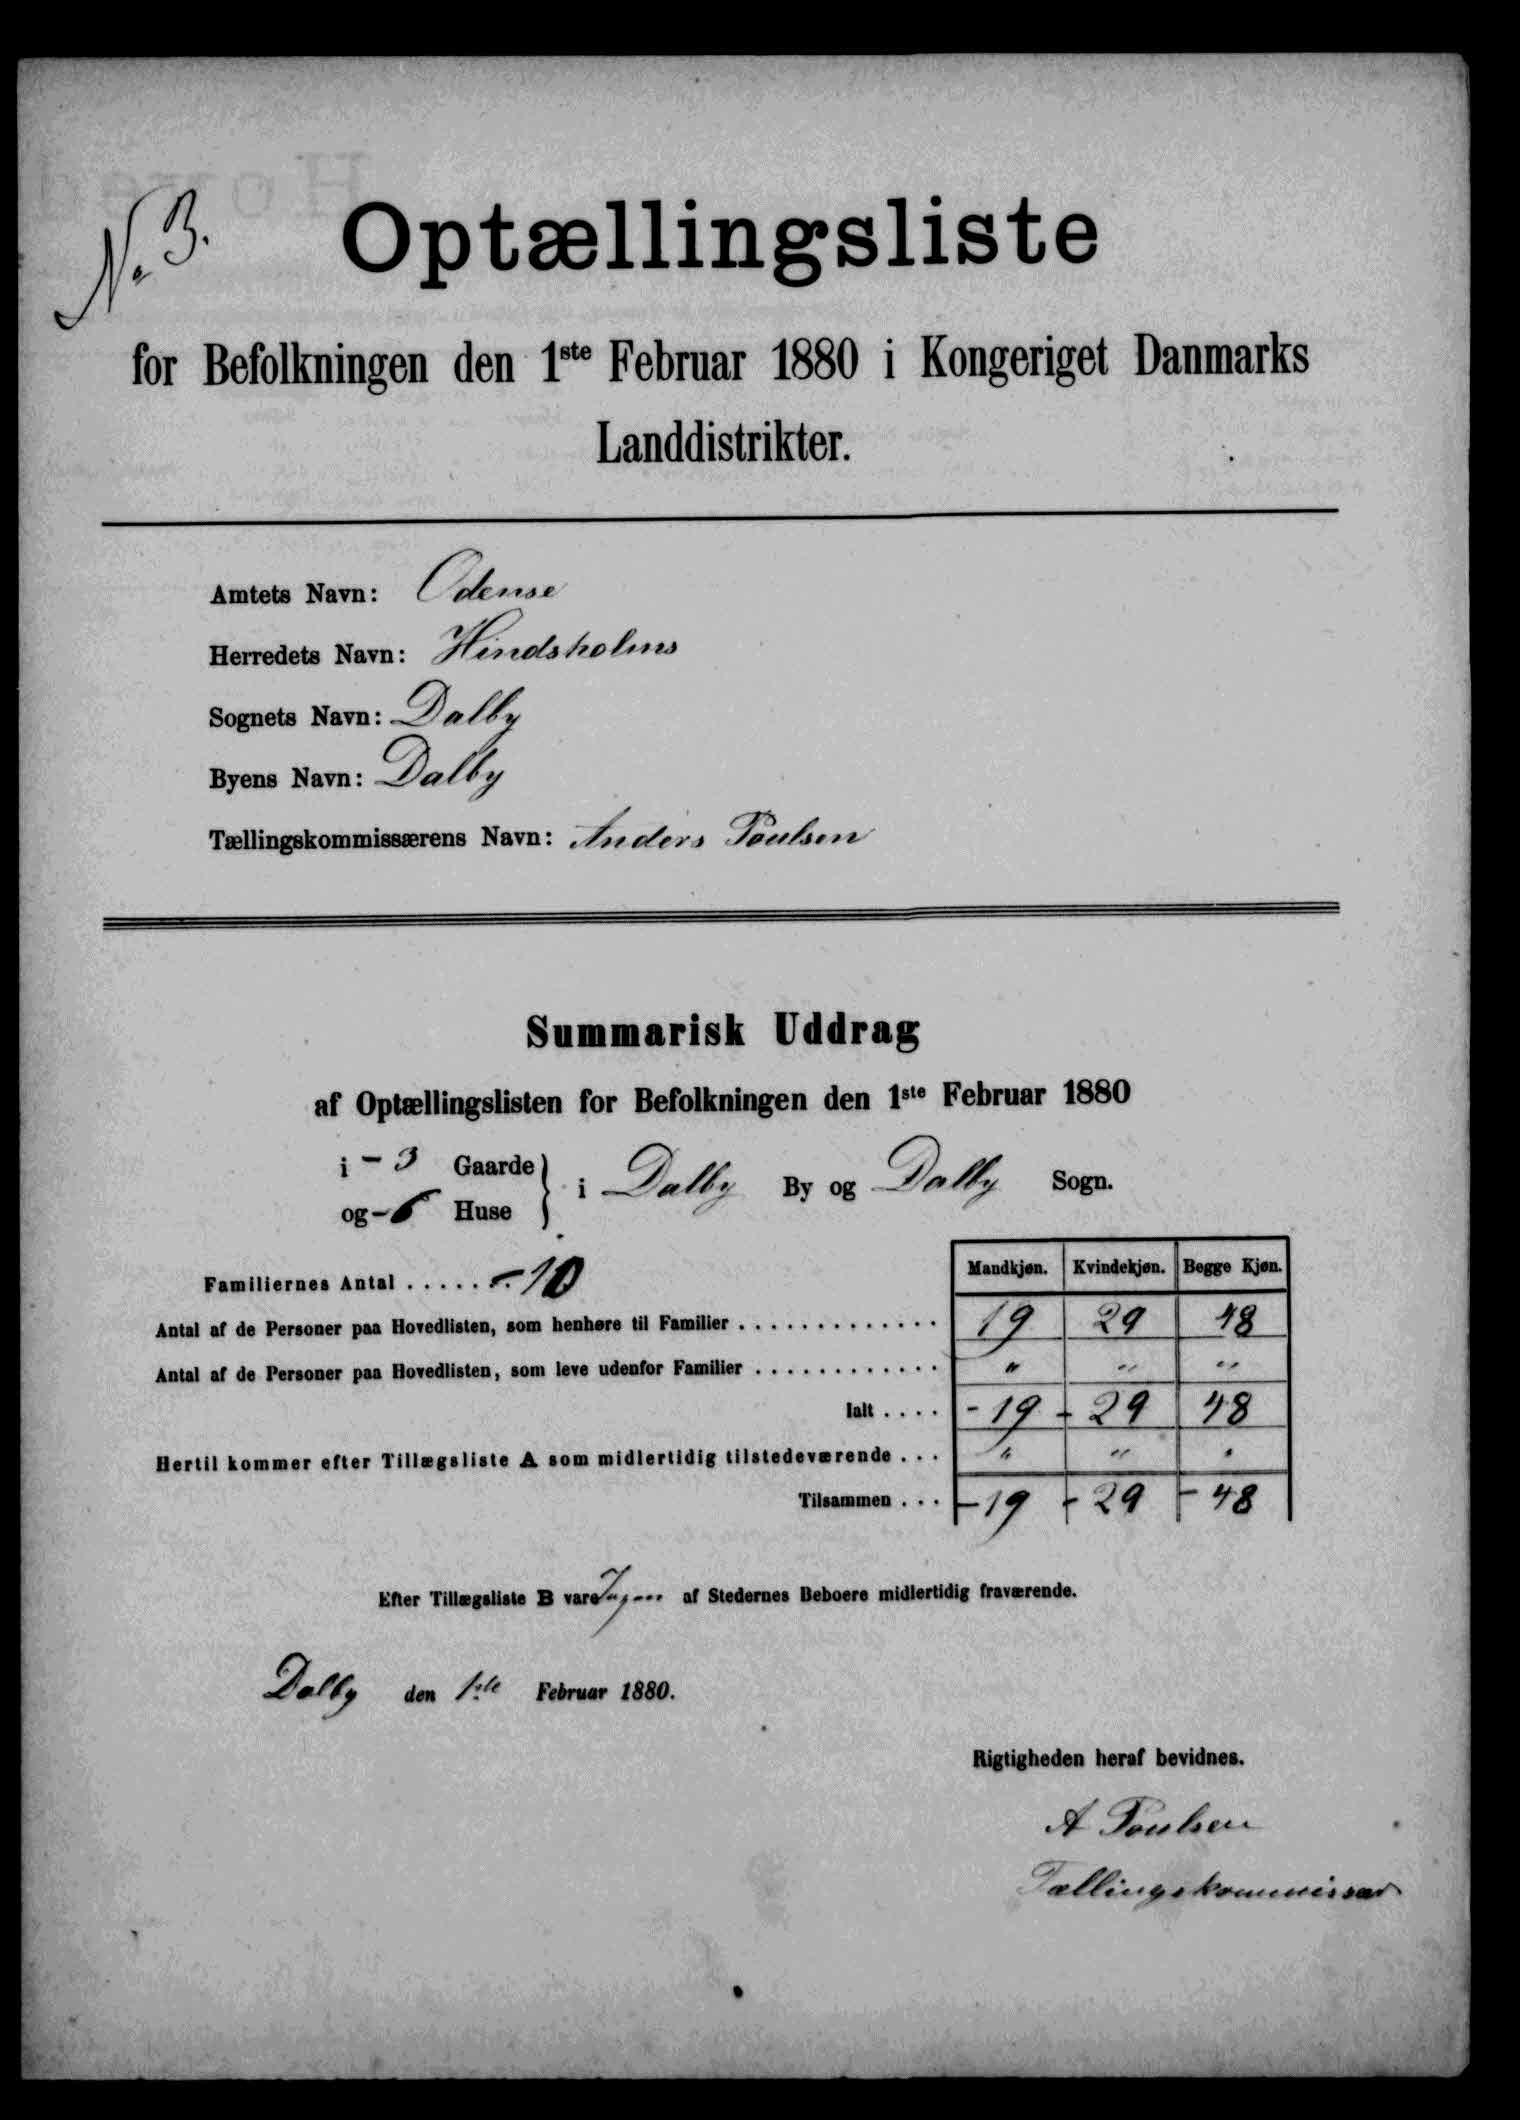 No 3.
Optællingsliste
for Befolkningen den 1ste Februar 1880 i Kongeriget Danmarks
Landdistrikter.
Amtets Navn: Odense
Herredets Navn: Hindsholms
Sognets Navn: Dalby
Byens Navn: Dalby
Tællingskommissærens Navn: Anders Poulsen
Summarisk Uddrag
af Optællingslisten for Befolkningen den 1ste Februar 1880
i - 3 Gaarde
og - 6 Huse
i Dalby By og Dalby Sogn.
Mandkjøn. Kvindekjøn. Begge Kjøn.
Familiernes Antal ...... - 10
Antal af de Personer paa Hovedlisten, som henhøre til Familier ............. 19 29 48
Antal af de Personer paa Hovedlisten, som leve udenfor Familier ............ " " "
Ialt .... - 19 - 29 48
Hertil kommer efter Tillægsliste A som midlertidig tilstedeværende ... " " "
Tilsammen ... - 19 - 29 - 48
Efter Tillægsliste B vare Ingen af Stedernes Beboere midlertidig fraværende.
Dalby den 1ste Februar 1880.
Rigtigheden heraf bevidnes.
A Poulsen
Tællingskommissær